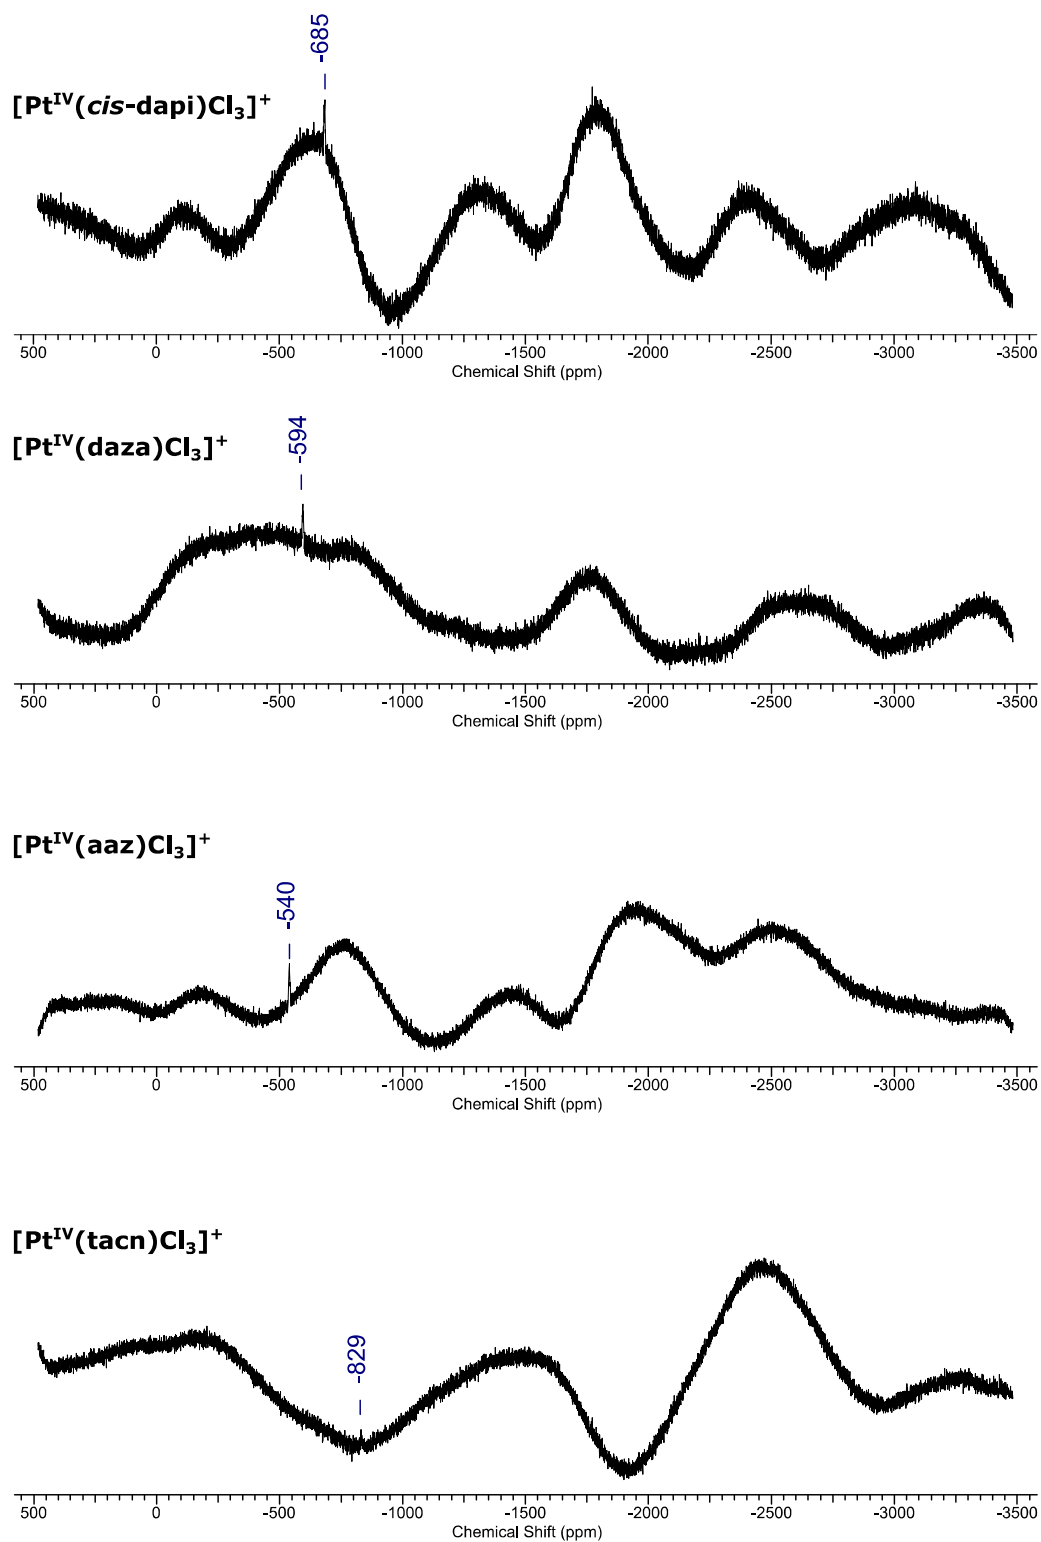 -685
[Pt^IV(cis-dapi)Cl₃]⁺
500 0 -500 -1000 -1500 -2000 -2500 -3000 -3500
Chemical Shift (ppm)
-594
[Pt^IV(daza)Cl₃]⁺
500 0 -500 -1000 -1500 -2000 -2500 -3000 -3500
Chemical Shift (ppm)
[Pt^IV(aaz)Cl₃]⁺
-540
500 0 -500 -1000 -1500 -2000 -2500 -3000 -3500
Chemical Shift (ppm)
[Pt^IV(tacn)Cl₃]⁺
-829
500 0 -500 -1000 -1500 -2000 -2500 -3000 -3500
Chemical Shift (ppm)